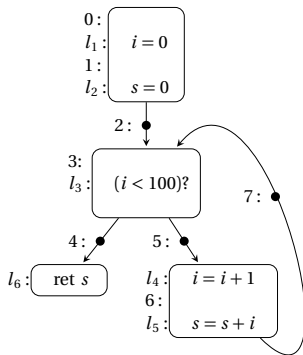 0:
l₁: i = 0
1:
l₂: s = 0
2:
3:
l₃: (i < 100)?
7:
4: 5:
l₆: ret s
l₄: i = i + 1
6:
l₅: s = s + i